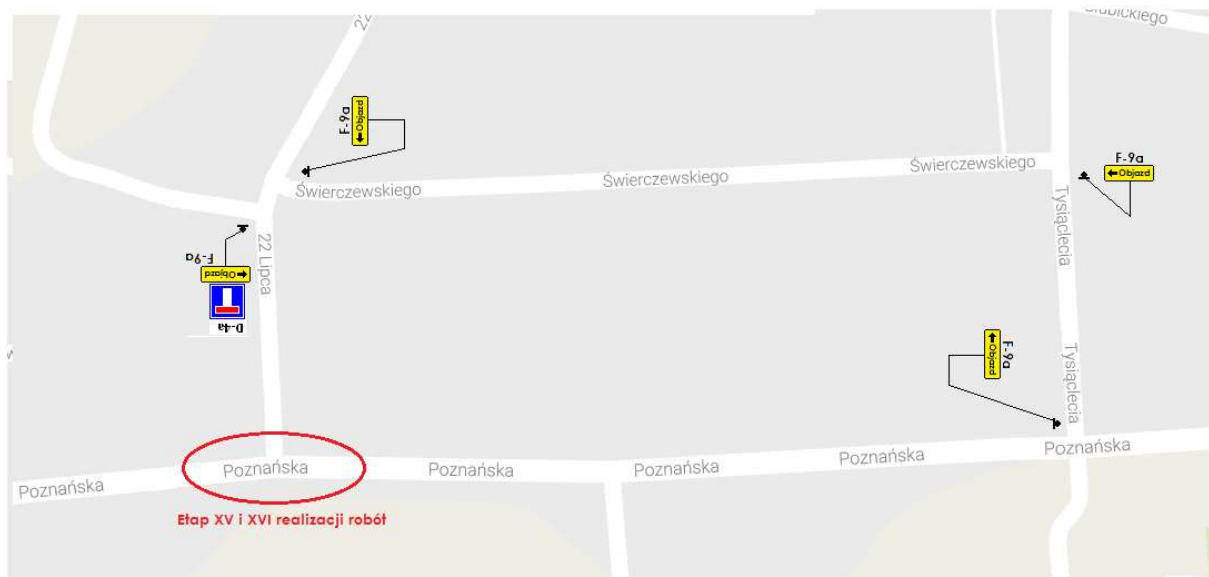 22
Świerczewskiego
Świerczewskiego
Świerczewskiego
F-9a
Objazd
F-9a
Objazd
Tysiąclecia
22 Lipca
F-9a
Objazd
D-4a
F-9a
Objazd
Tysiąclecia
Poznańska
Poznańska
Poznańska
Poznańska
Poznańska
Poznańska
Etap XV i XVI realizacji robót